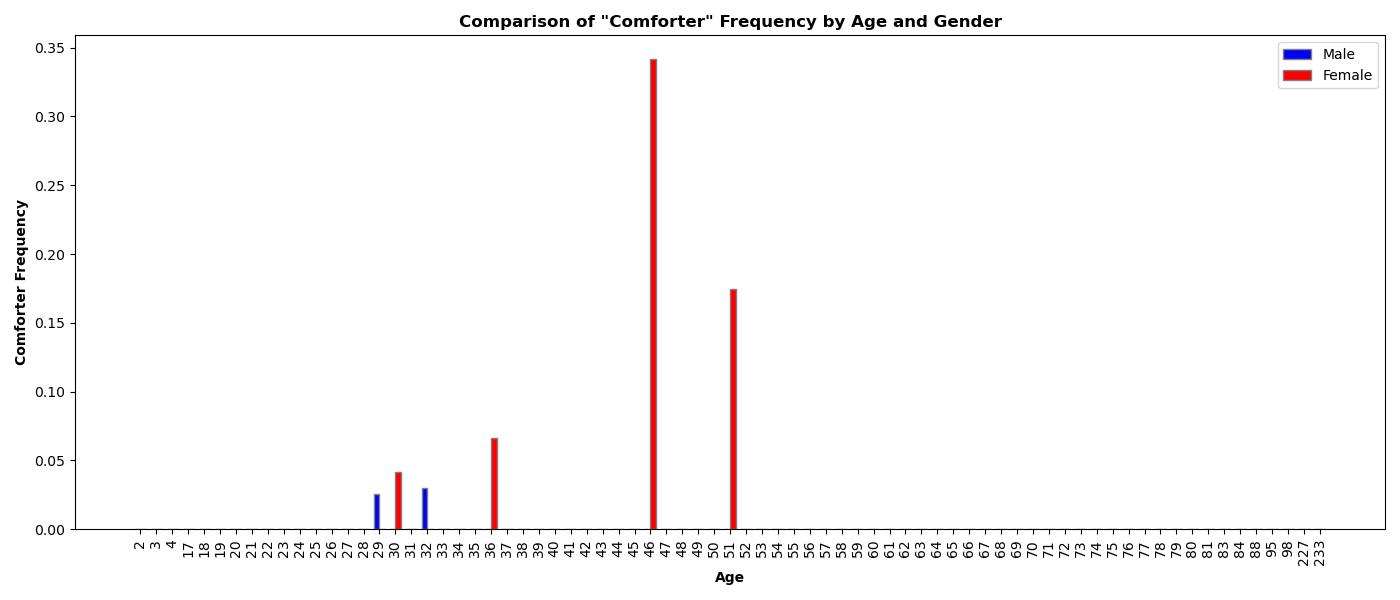 Comparison of "Comforter" Frequency by Age and Gender
Male
Female
Comforter Frequency
0.35
0.30
0.25
0.20
0.15
0.10
0.05
0.00
2 3 4 17 18 19 20 21 22 23 24 25 26 27 28 29 30 31 32 33 34 35 36 37 38 39 40 41 42 43 44 45 46 47 48 49 50 51 52 53 54 55 56 57 58 59 60 61 62 63 64 65 66 67 68 69 70 71 72 73 74 75 76 77 78 79 80 81 83 84 88 95 98 227 233
Age